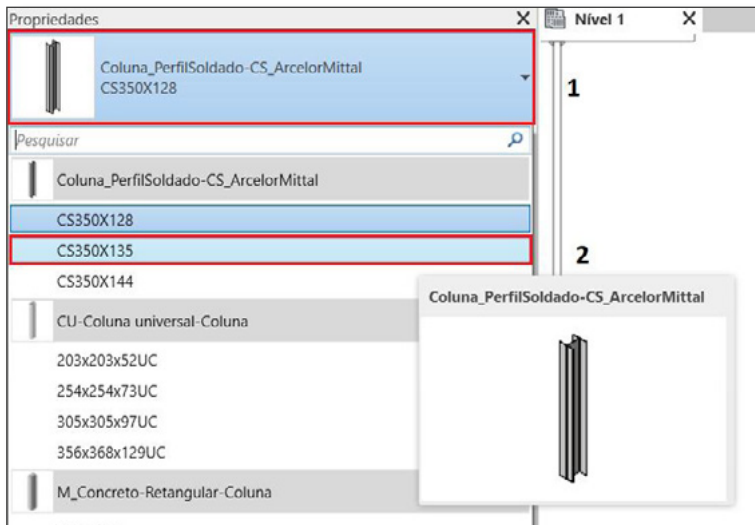 Propriedades
Nível 1
Coluna_PerfilSoldado-CS_ArcelorMittal
CS350X128
1
Pesquisar
Coluna_PerfilSoldado-CS_ArcelorMittal
CS350X128
CS350X135
2
CS350X144
Coluna_PerfilSoldado-CS_ArcelorMittal
CU-Coluna universal-Coluna
203x203x52UC
254x254x73UC
305x305x97UC
356x368x129UC
M_Concreto-Retangular-Coluna